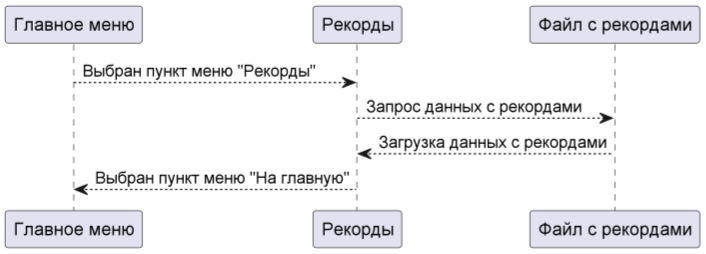 Главное меню Рекорды Файл с рекордами
Выбран пункт меню "Рекорды"
Запрос данных с рекордами
Загрузка данных с рекордами
Выбран пункт меню "На главную"
Главное меню Рекорды Файл с рекордами